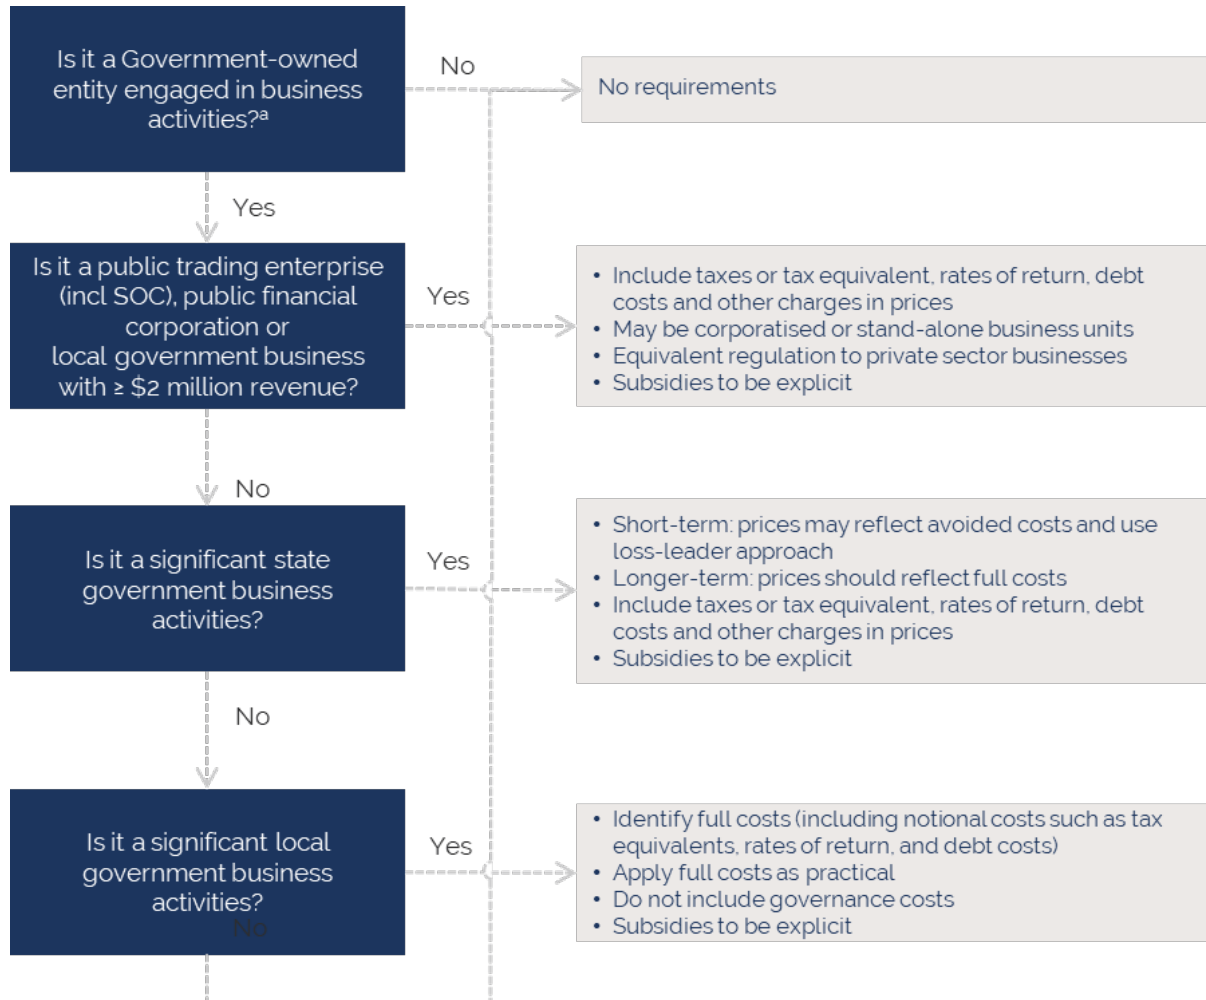 Is it a Government-owned
entity engaged in business
activities?ᵃ
No
No requirements
Yes
Is it a public trading enterprise
(incl SOC), public financial
corporation or
local government business
with ≥ $2 million revenue?
Yes
• Include taxes or tax equivalent, rates of return, debt
costs and other charges in prices
• May be corporatised or stand-alone business units
• Equivalent regulation to private sector businesses
• Subsidies to be explicit
No
Is it a significant state
government business
activities?
Yes
• Short-term: prices may reflect avoided costs and use
loss-leader approach
• Longer-term: prices should reflect full costs
• Include taxes or tax equivalent, rates of return, debt
costs and other charges in prices
• Subsidies to be explicit
No
Is it a significant local
government business
activities?
No
Yes
• Identify full costs (including notional costs such as tax
equivalents, rates of return, and debt costs)
• Apply full costs as practical
• Do not include governance costs
• Subsidies to be explicit